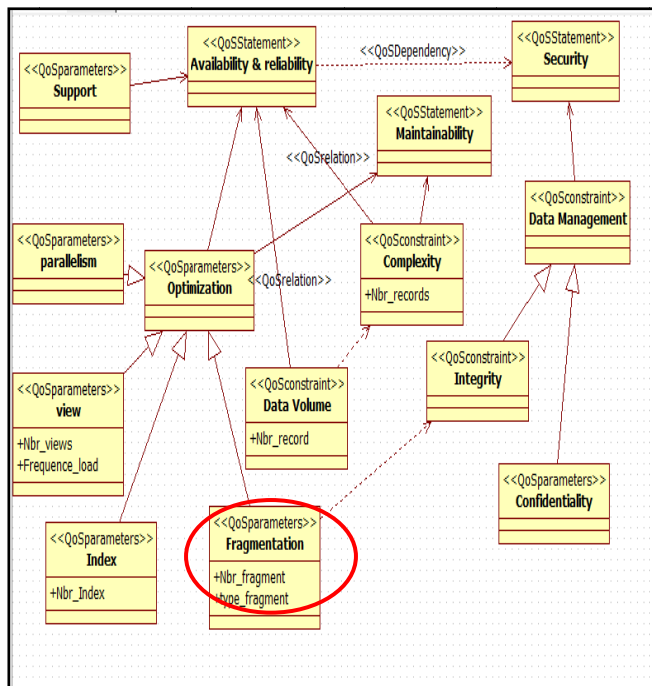 <<QoSStatement>>
Availability & reliability
<<QoSDependency>>
<<QoSStatement>>
Security
<<QoSparameters>>
Support
<<QoSStatement>>
Maintainability
<<QoSrelation>>
<<QoSconstraint>>
Data Management
<<QoSparameters>>
parallelism
<<QoSparameters>>
Optimization
<<QoSrelation>>
<<QoSconstraint>>
Complexity
+Nbr_records
<<QoSconstraint>>
Integrity
<<QoSparameters>>
view
+Nbr_views
+Frequence_load
<<QoSconstraint>>
Data Volume
+Nbr_record
<<QoSparameters>>
Confidentiality
<<QoSparameters>>
Index
+Nbr_Index
<<QoSparameters>>
Fragmentation
+Nbr_fragment
+type_fragment